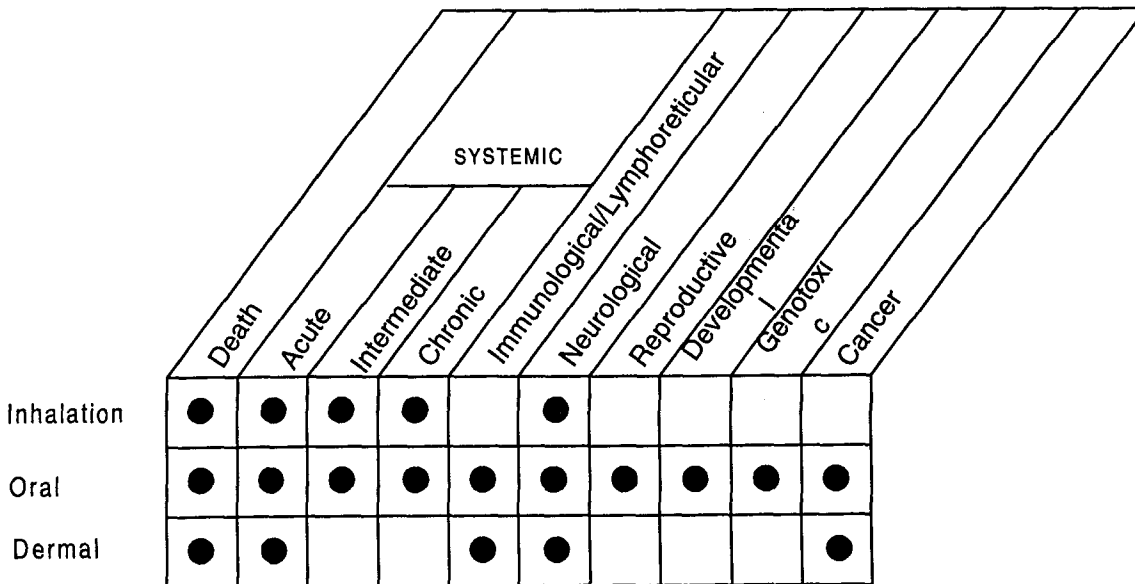 SYSTEMIC
Death
Acute
Intermediate
Chronic
Immunological/Lymphoreticular
Neurological
Reproductive
Developmenta
l
Genotoxi
c
Cancer
Inhalation
Oral
Dermal